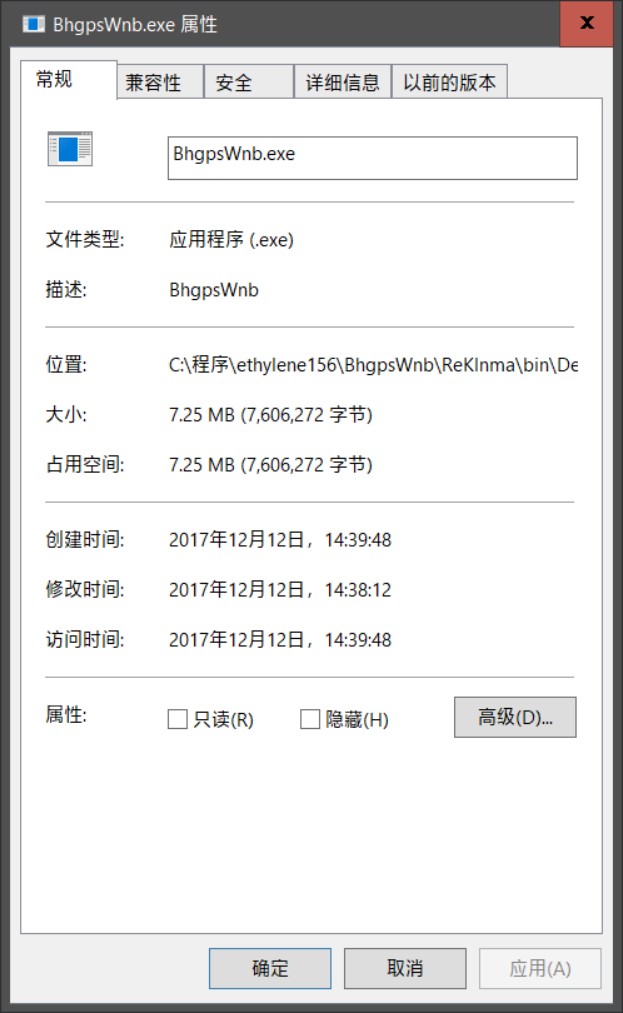 BhgpsWnb.exe 属性
x
常规 兼容性 安全 详细信息 以前的版本
BhgpsWnb.exe
文件类型: 应用程序 (.exe)
描述: BhgpsWnb
位置: C:\程序\ethylene156\BhgpsWnb\ReKlnma\bin\De
大小: 7.25 MB (7,606,272 字节)
占用空间: 7.25 MB (7,606,272 字节)
创建时间: 2017年12月12日，14:39:48
修改时间: 2017年12月12日，14:38:12
访问时间: 2017年12月12日，14:39:48
属性: 只读(R) 隐藏(H) 高级(D)...
确定 取消 应用(A)